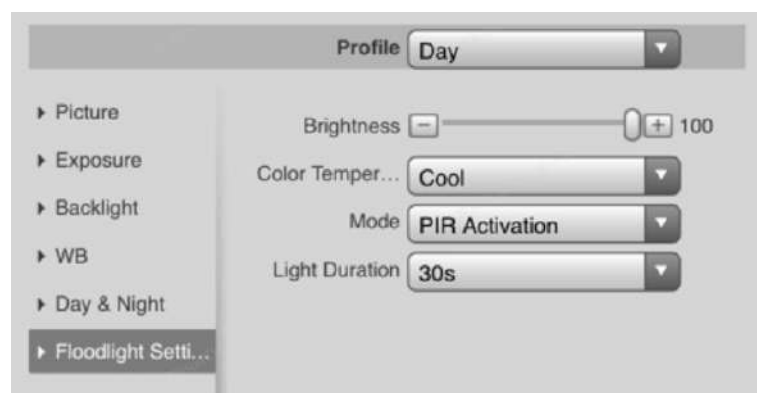 Profile Day
Picture
Exposure
Backlight
WB
Day & Night
Floodlight Setti...
Brightness 100
Color Temper... Cool
Mode PIR Activation
Light Duration 30s